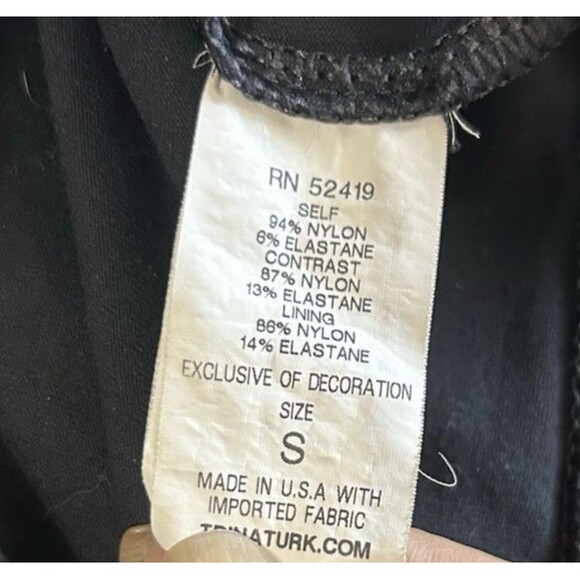 RN 52419
SELF
94% NYLON
6% ELASTANE
CONTRAST
87% NYLON
13% ELASTANE
LINING
86% NYLON
14% ELASTANE
EXCLUSIVE OF DECORATION
SIZE
S
MADE IN U.S.A WITH
IMPORTED FABRIC
TRINATURK.COM